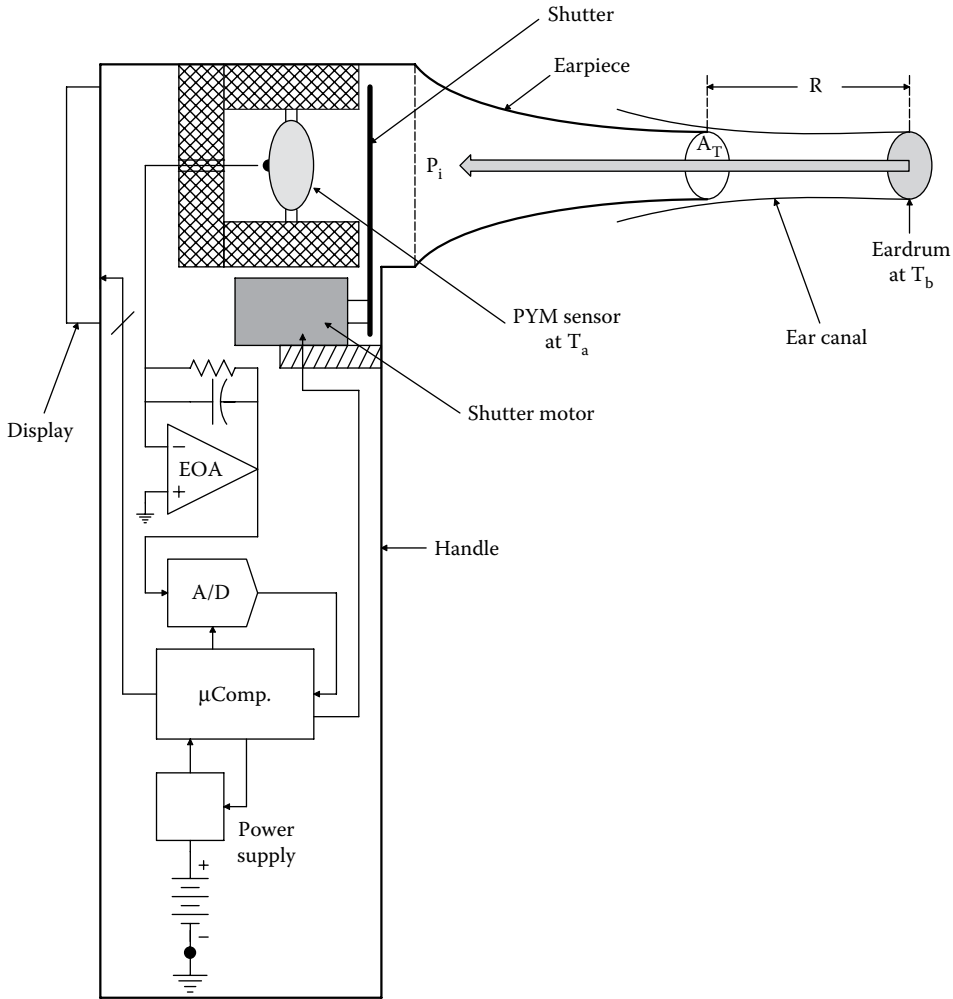 Shutter
Earpiece
R
A_T
P_i
Eardrum
at T_b
PYM sensor
at T_a
Ear canal
Shutter motor
Display
−
EOA
+
Handle
A/D
μComp.
Power
supply
+
−